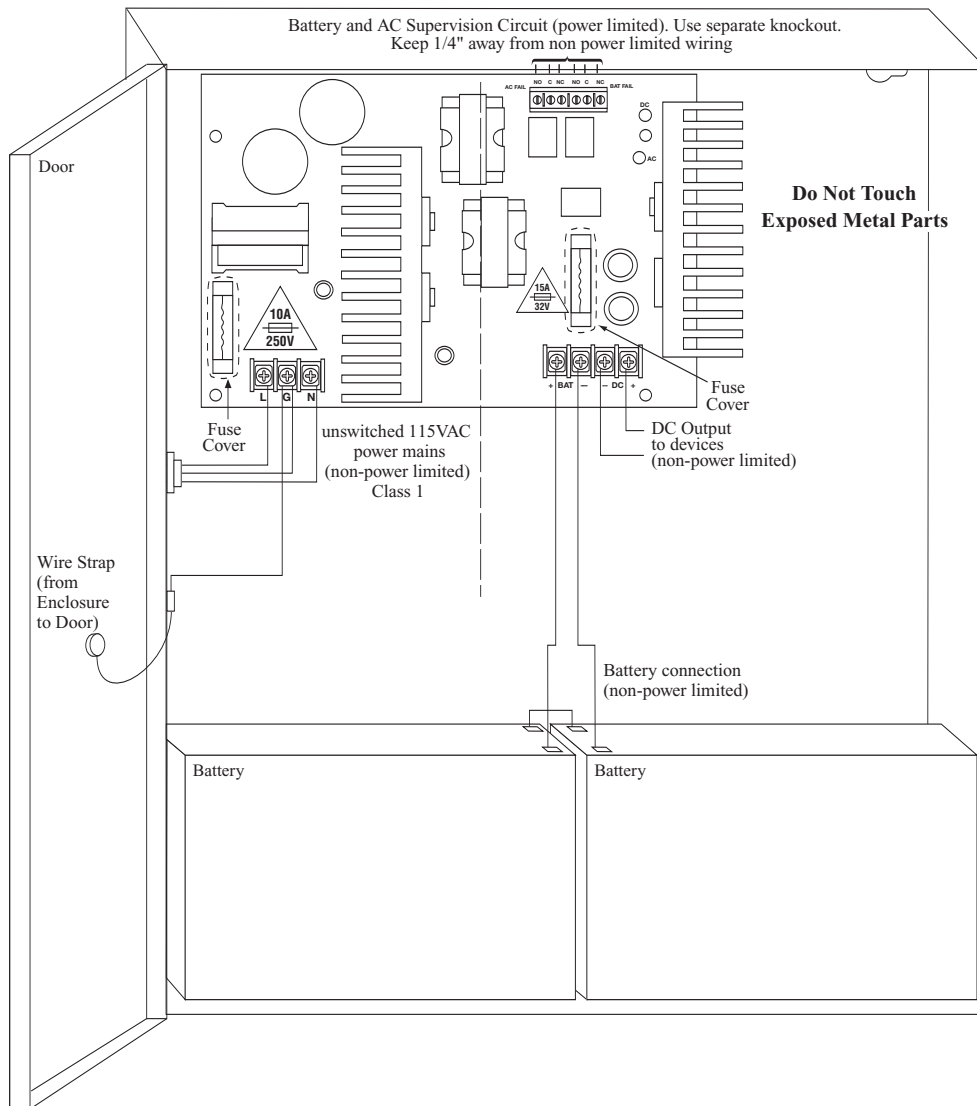 Battery and AC Supervision Circuit (power limited). Use separate knockout.
Keep 1/4" away from non power limited wiring
AC FAIL
NO C NC NO C NC
BAT FAIL
DC
AC
Door
Do Not Touch
Exposed Metal Parts
10A
250V
15A
32V
L G N
+ BAT — — DC +
Fuse
Cover
Fuse
Cover
unswitched 115VAC
power mains
(non-power limited)
Class 1
DC Output
to devices
(non-power limited)
Wire Strap
(from
Enclosure
to Door)
Battery connection
(non-power limited)
Battery
Battery